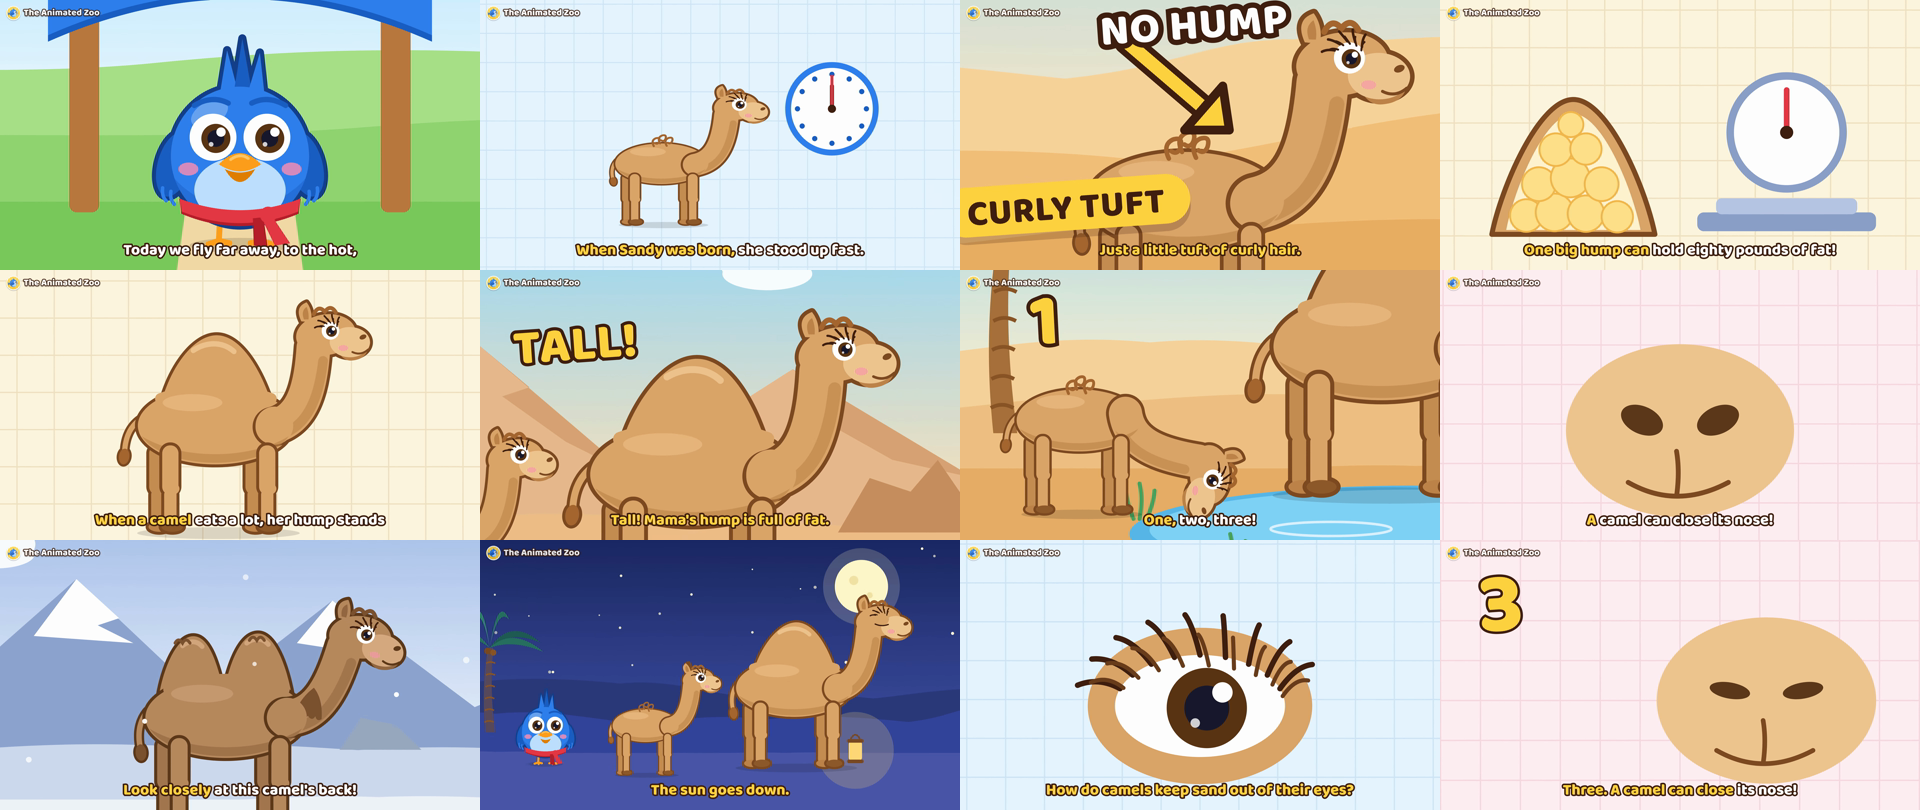 The Animated Zoo
Today we fly far away, to the hot,
The Animated Zoo
When Sandy was born, she stood up fast.
The Animated Zoo
NO HUMP
CURLY TUFT
Just a little tuft of curly hair.
The Animated Zoo
One big hump can hold eighty pounds of fat!
The Animated Zoo
When a camel eats a lot, her hump stands
The Animated Zoo
TALL!
Tall! Mama's hump is full of fat.
The Animated Zoo
1
One, two, three!
The Animated Zoo
A camel can close its nose!
The Animated Zoo
Look closely at this camel's back!
The Animated Zoo
The sun goes down.
The Animated Zoo
How do camels keep sand out of their eyes?
The Animated Zoo
3
Three. A camel can close its nose!